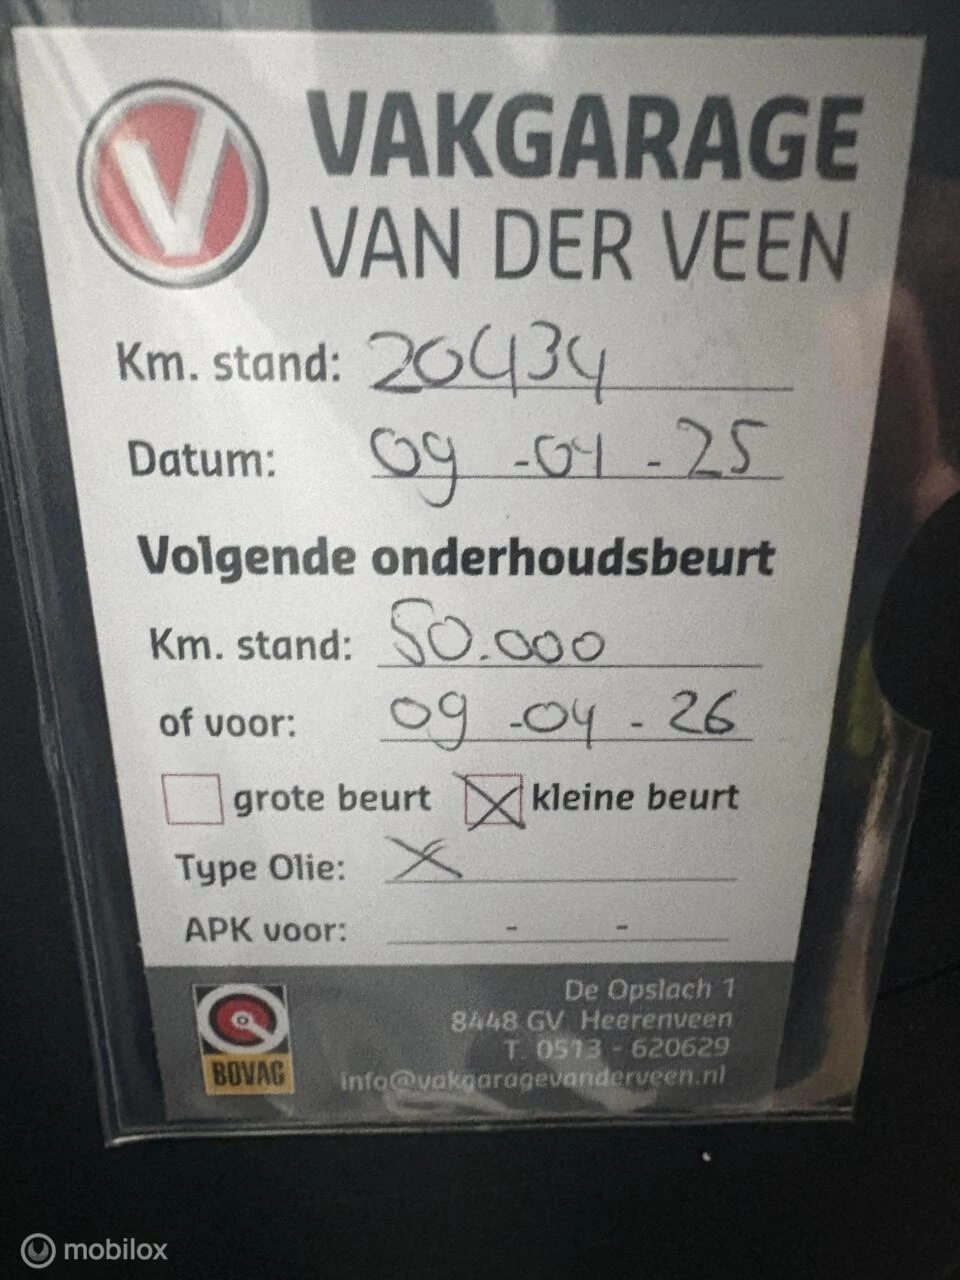 V
VAKGARAGE
VAN DER VEEN
Km. stand: 20434
Datum: 09-04-25
Volgende onderhoudsbeurt
Km. stand: 50.000
of voor: 09-04-26
grote beurt kleine beurt
Type Olie: X
APK voor: - -
De Opslach 1
8448 GV Heerenveen
T. 0513 - 620629
info@vakgaragevanderveen.nl
BOVAG
mobilox